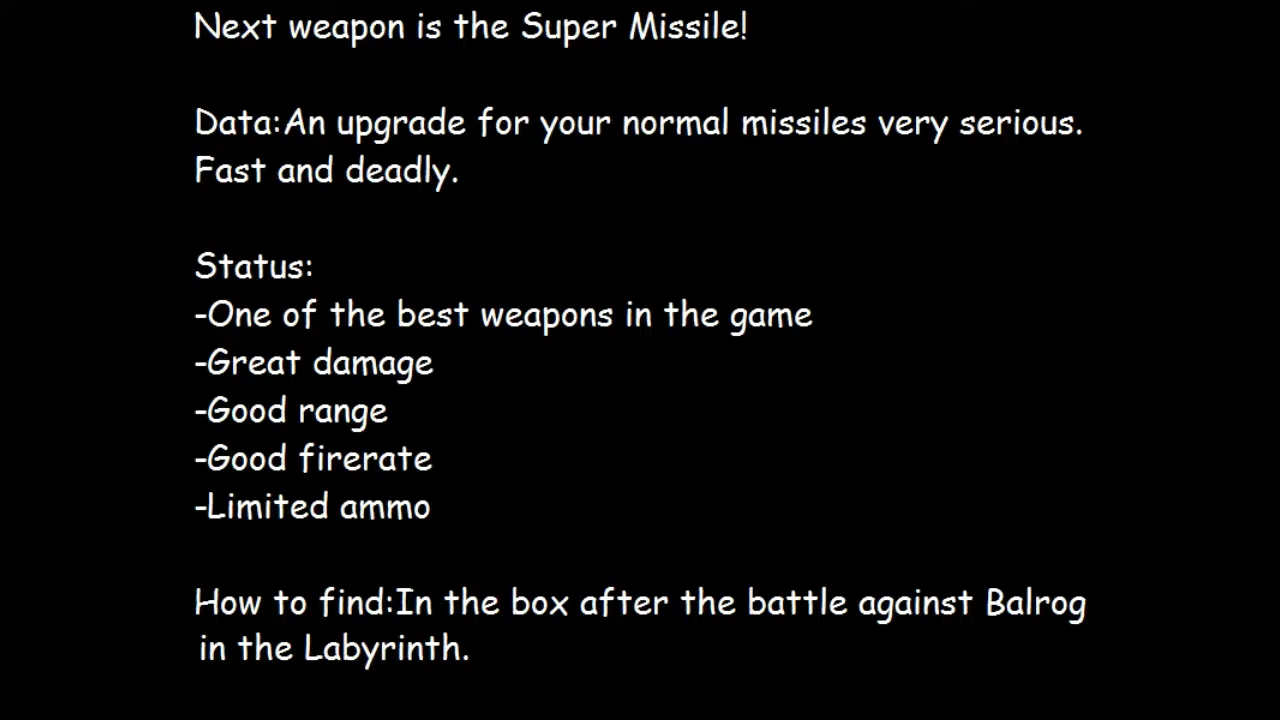 Next weapon is the Super Missile!
Data:An upgrade for your normal missiles very serious.
Fast and deadly.
Status:
-One of the best weapons in the game
-Great damage
-Good range
-Good firerate
-Limited ammo
How to find:In the box after the battle against Balrog
in the Labyrinth.